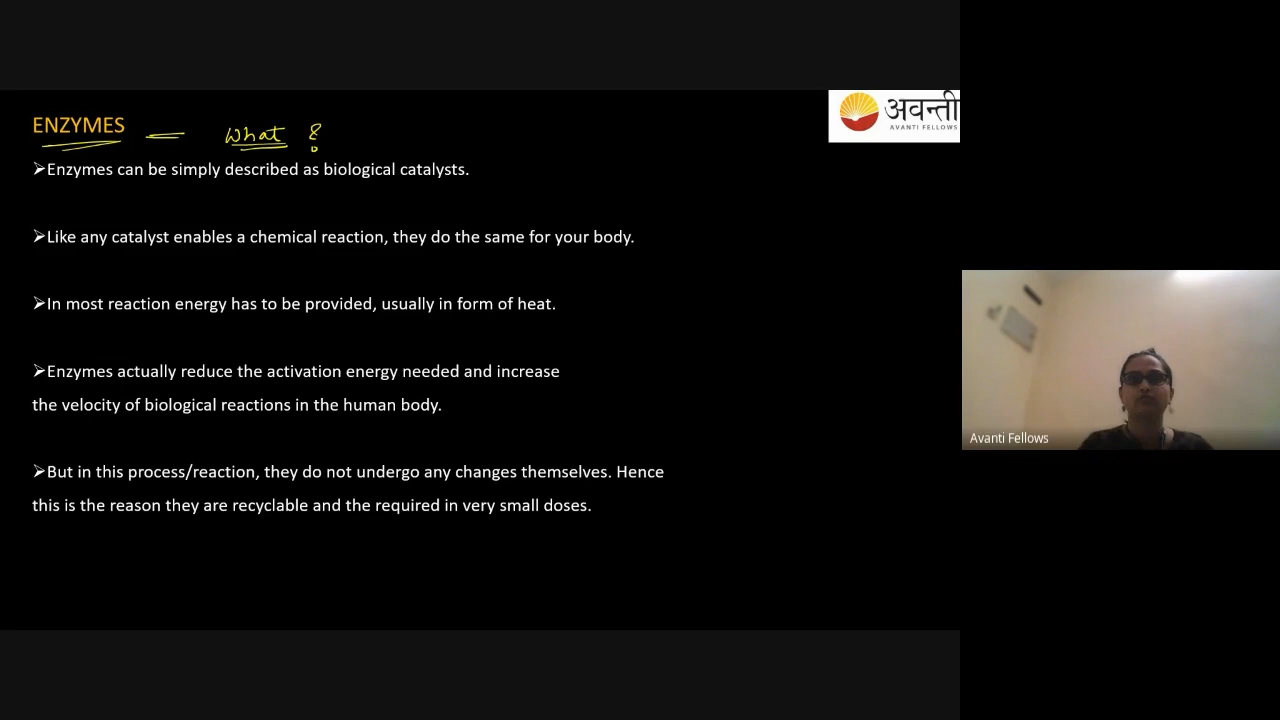 ENZYMES — What ?
अवन्ती
AVANTI FELLOWS
➢Enzymes can be simply described as biological catalysts.
➢Like any catalyst enables a chemical reaction, they do the same for your body.
➢In most reaction energy has to be provided, usually in form of heat.
➢Enzymes actually reduce the activation energy needed and increase
the velocity of biological reactions in the human body.
➢But in this process/reaction, they do not undergo any changes themselves. Hence
this is the reason they are recyclable and the required in very small doses.
Avanti Fellows